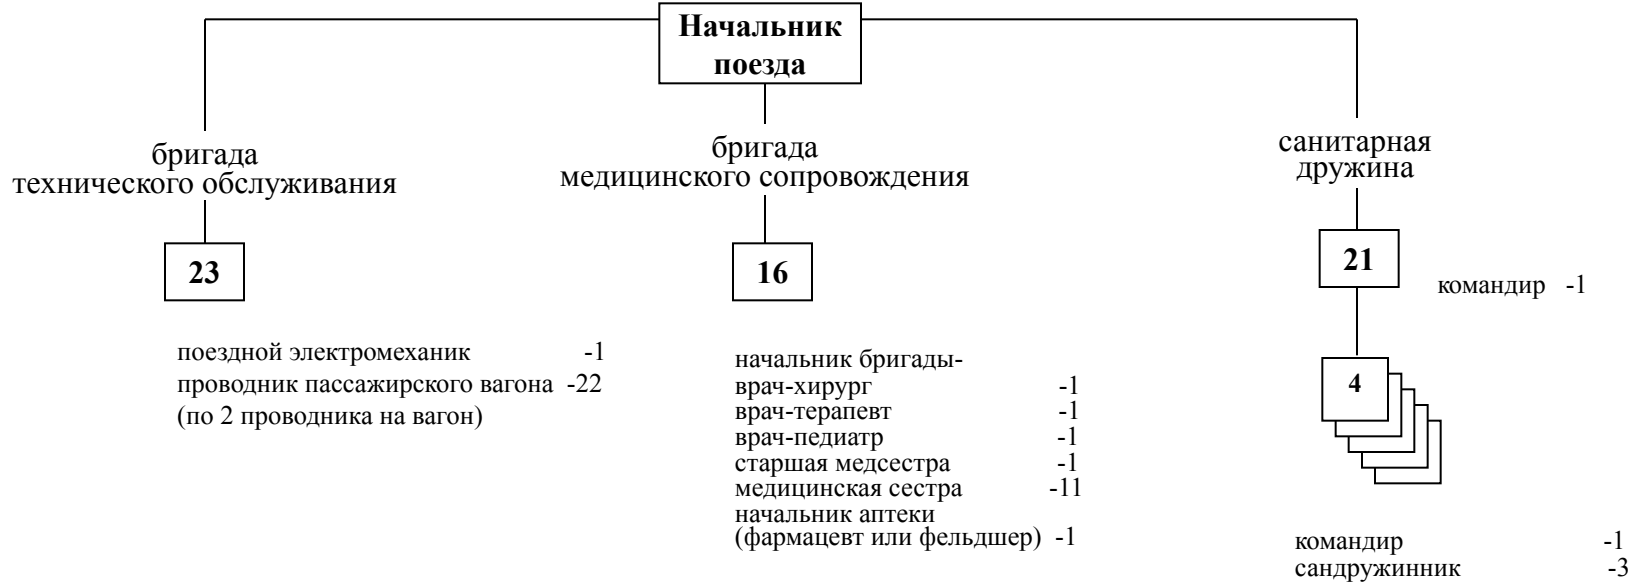 Начальник
поезда
бригада
технического обслуживания
23
поездной электромеханик -1
проводник пассажирского вагона -22
(по 2 проводника на вагон)
бригада
медицинского сопровождения
16
начальник бригады-
врач-хирург -1
врач-терапевт -1
врач-педиатр -1
старшая медсестра -1
медицинская сестра -11
начальник аптеки
(фармацевт или фельдшер) -1
санитарная
дружина
21
командир -1
4
командир -1
сандружинник -3